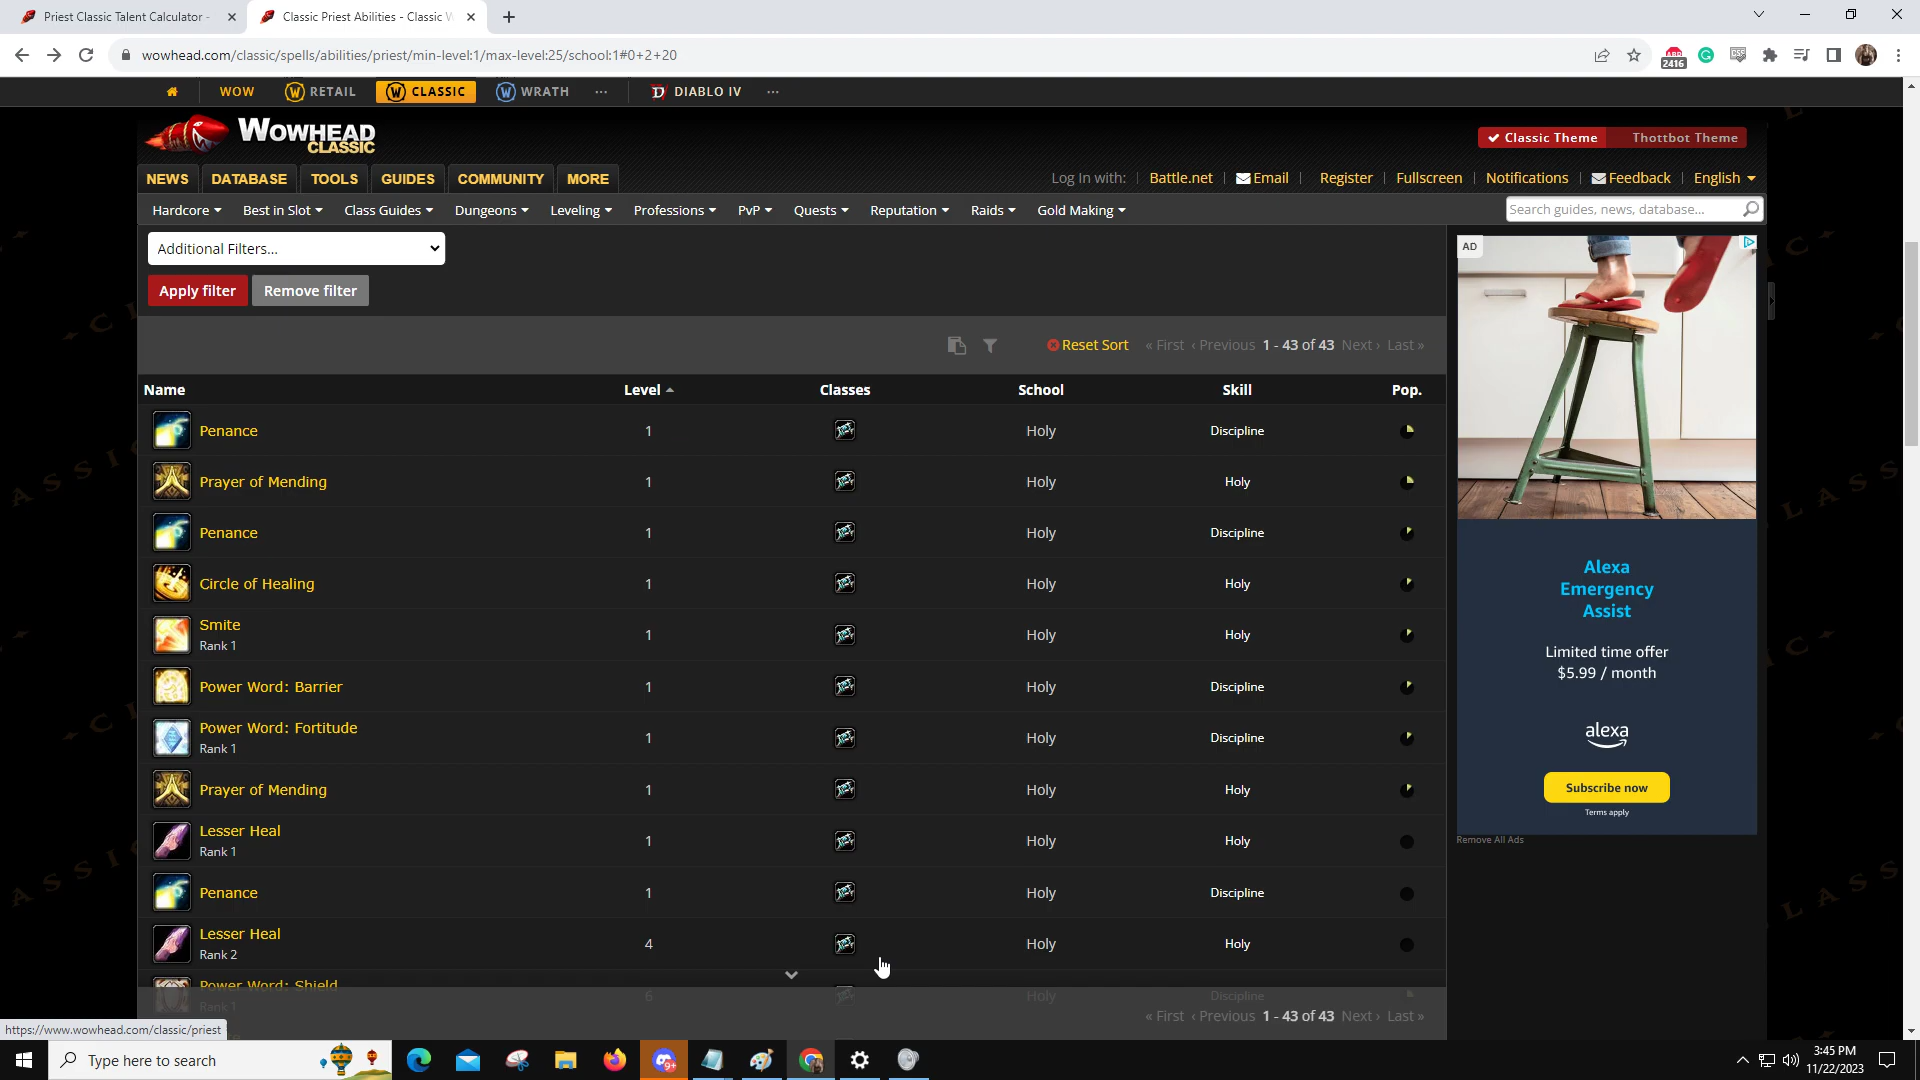 Priest Classic Talent Calculator -
Classic Priest Abilities - Classic W
wowhead.com/classic/spells/abilities/priest/min-level:1/max-level:25/school:1#0+2+20
ABP
2416
CSS
WOW
RETAIL
CLASSIC
WRATH
DIABLO IV
WOWHEAD
CLASSIC
Classic Theme
Thottbot Theme
NEWS
DATABASE
TOOLS
GUIDES
COMMUNITY
MORE
Log In with:
Battle.net
Email
Register
Fullscreen
Notifications
Feedback
English
Hardcore
Best in Slot
Class Guides
Dungeons
Leveling
Professions
PvP
Quests
Reputation
Raids
Gold Making
Search guides, news, database...
Additional Filters...
Apply filter
Remove filter
Reset Sort
« First ‹ Previous 1 - 43 of 43 Next › Last »
Name Level Classes School Skill Pop.
Penance 1 Holy Discipline
Prayer of Mending 1 Holy Holy
Penance 1 Holy Discipline
Circle of Healing 1 Holy Holy
Smite
Rank 1
1 Holy Holy
Power Word: Barrier 1 Holy Discipline
Power Word: Fortitude
Rank 1
1 Holy Discipline
Prayer of Mending 1 Holy Holy
Lesser Heal
Rank 1
1 Holy Holy
Penance 1 Holy Discipline
Lesser Heal
Rank 2
4 Holy Holy
Power Word: Shield
Rank 1
6 Holy Discipline
« First ‹ Previous 1 - 43 of 43 Next › Last »
AD
Alexa
Emergency
Assist
Limited time offer
$5.99 / month
alexa
Subscribe now
Terms apply
Remove All Ads
https://www.wowhead.com/classic/priest
Type here to search
9+
3:45 PM
11/22/2023